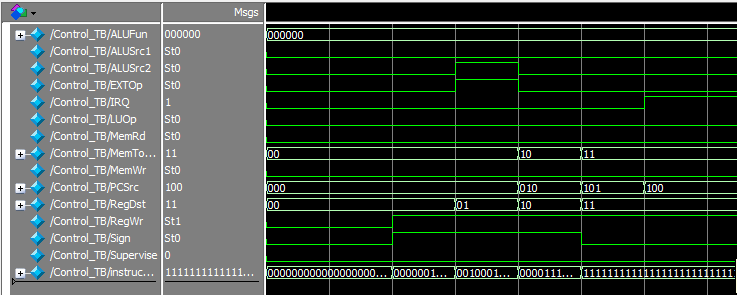 Msgs
/Control_TB/ALUFun 000000 000000
/Control_TB/ALUSrc1 St0
/Control_TB/ALUSrc2 St0
/Control_TB/EXTOp St0
/Control_TB/IRQ 1
/Control_TB/LUOp St0
/Control_TB/MemRd St0
/Control_TB/MemTo... 11 00 10 11
/Control_TB/MemWr St0
/Control_TB/PCSrc 100 000 010 101 100
/Control_TB/RegDst 11 00 01 10 11
/Control_TB/RegWr St1
/Control_TB/Sign St0
/Control_TB/Supervise 0
/Control_TB/instruc... 1111111111111... 000000000000000000... 0000001... 0010001... 0000111... 1111111111111111111111